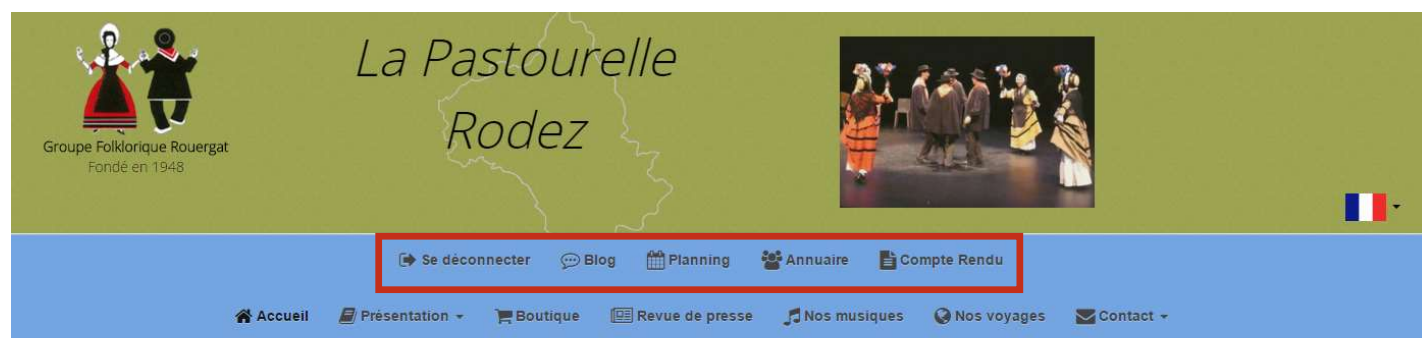 La Pastourelle
Rodez
Groupe Folklorique Rouergat
Fondé en 1948
Se déconnecter Blog Planning Annuaire Compte Rendu
Accueil Présentation Boutique Revue de presse Nos musiques Nos voyages Contact